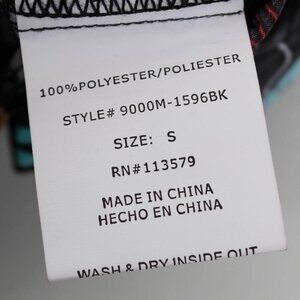 100%POLYESTER/POLIESTER
STYLE# 9000M-1596BK
SIZE: S
RN#113579
MADE IN CHINA
HECHO EN CHINA
WASH & DRY INSIDE OUT